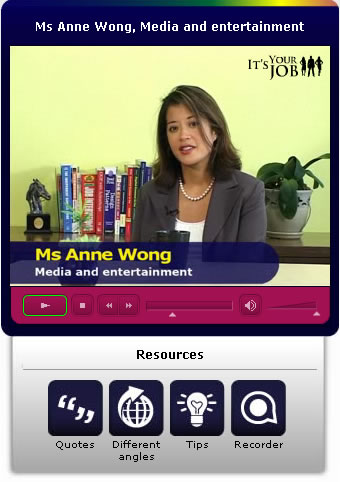 Ms Anne Wong, Media and entertainment
IT'S YOUR JOB
Ms Anne Wong
Media and entertainment
Resources
Quotes
Different angles
Tips
Recorder